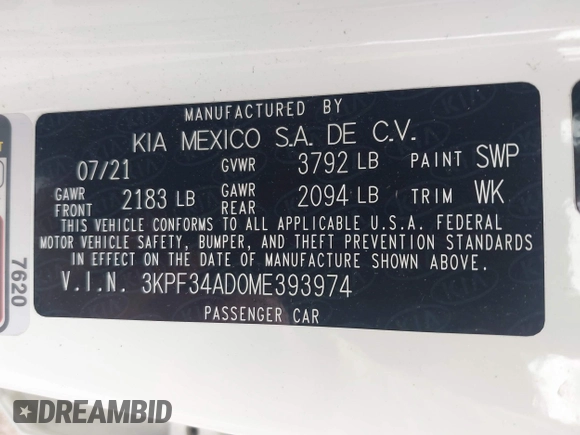 MANUFACTURED BY
KIA MEXICO S.A. DE C.V.
07/21 GVWR 3792 LB PAINT SWP
GAWR FRONT 2183 LB GAWR REAR 2094 LB TRIM WK
THIS VEHICLE CONFORMS TO ALL APPLICABLE U.S.A. FEDERAL
MOTOR VEHICLE SAFETY, BUMPER, AND THEFT PREVENTION STANDARDS
IN EFFECT ON THE DATE OF MANUFACTURE SHOWN ABOVE.
V.I.N. 3KPF34AD0ME393974
PASSENGER CAR
7620
DREAMBID